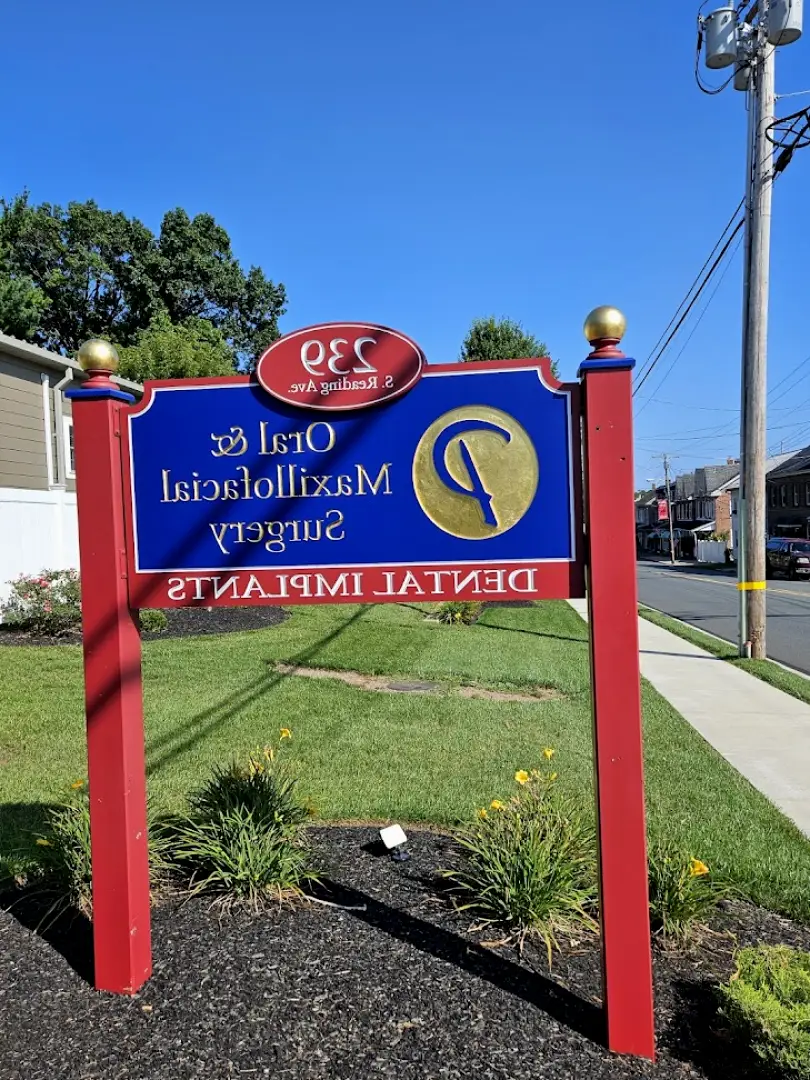 239
S. Reading Ave.
Oral &
Maxillofacial
Surgery
DENTAL IMPLANTS